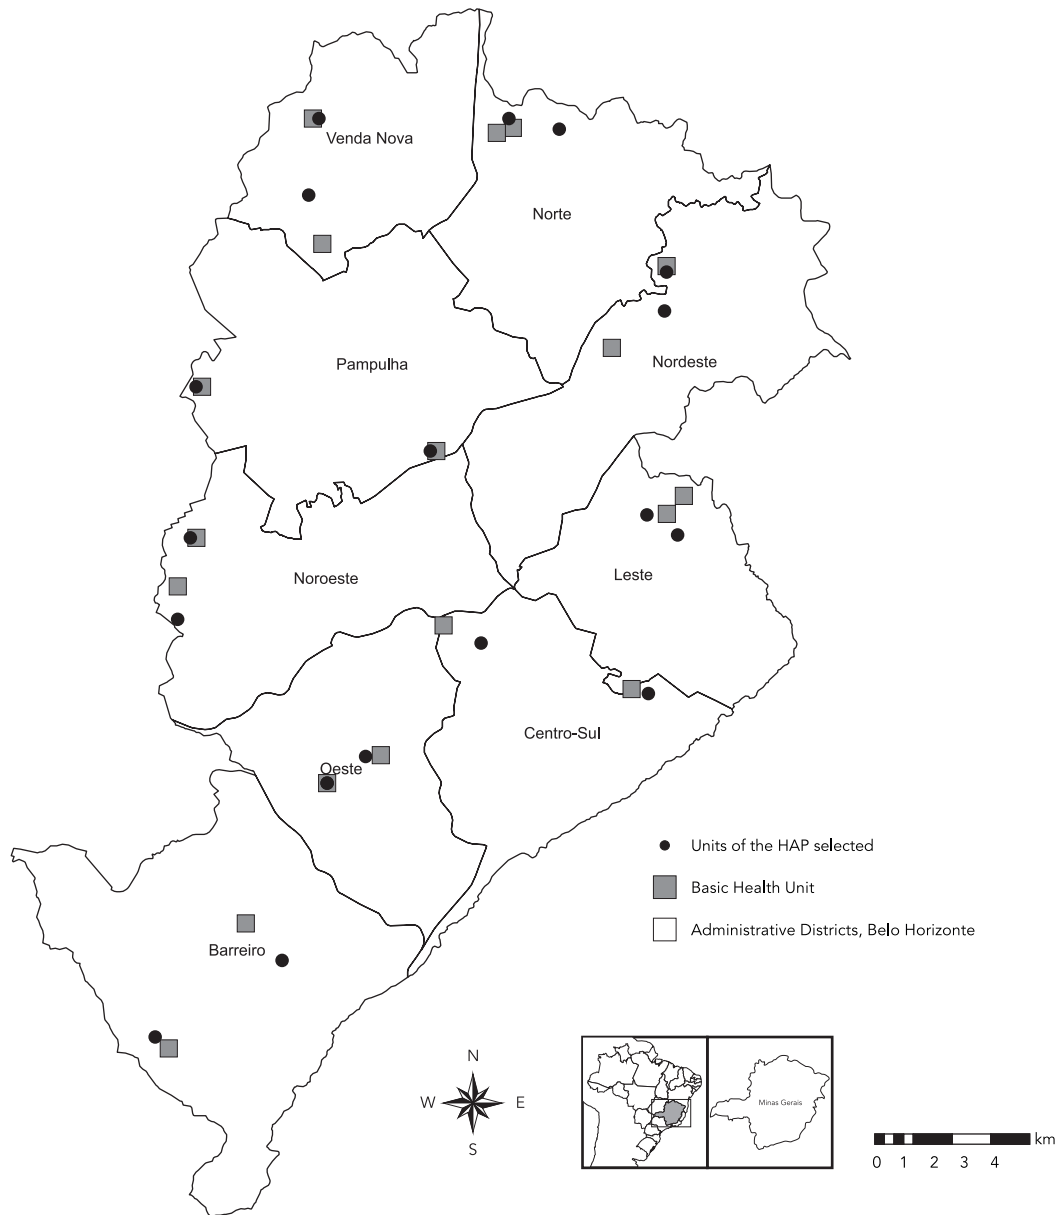 Venda Nova
Norte
Pampulha
Nordeste
Noroeste
Leste
Centro-Sul
Oeste
Units of the HAP selected
Basic Health Unit
Administrative Districts, Belo Horizonte
Barreiro
N
W E
S
Minas Gerais
km
0 1 2 3 4